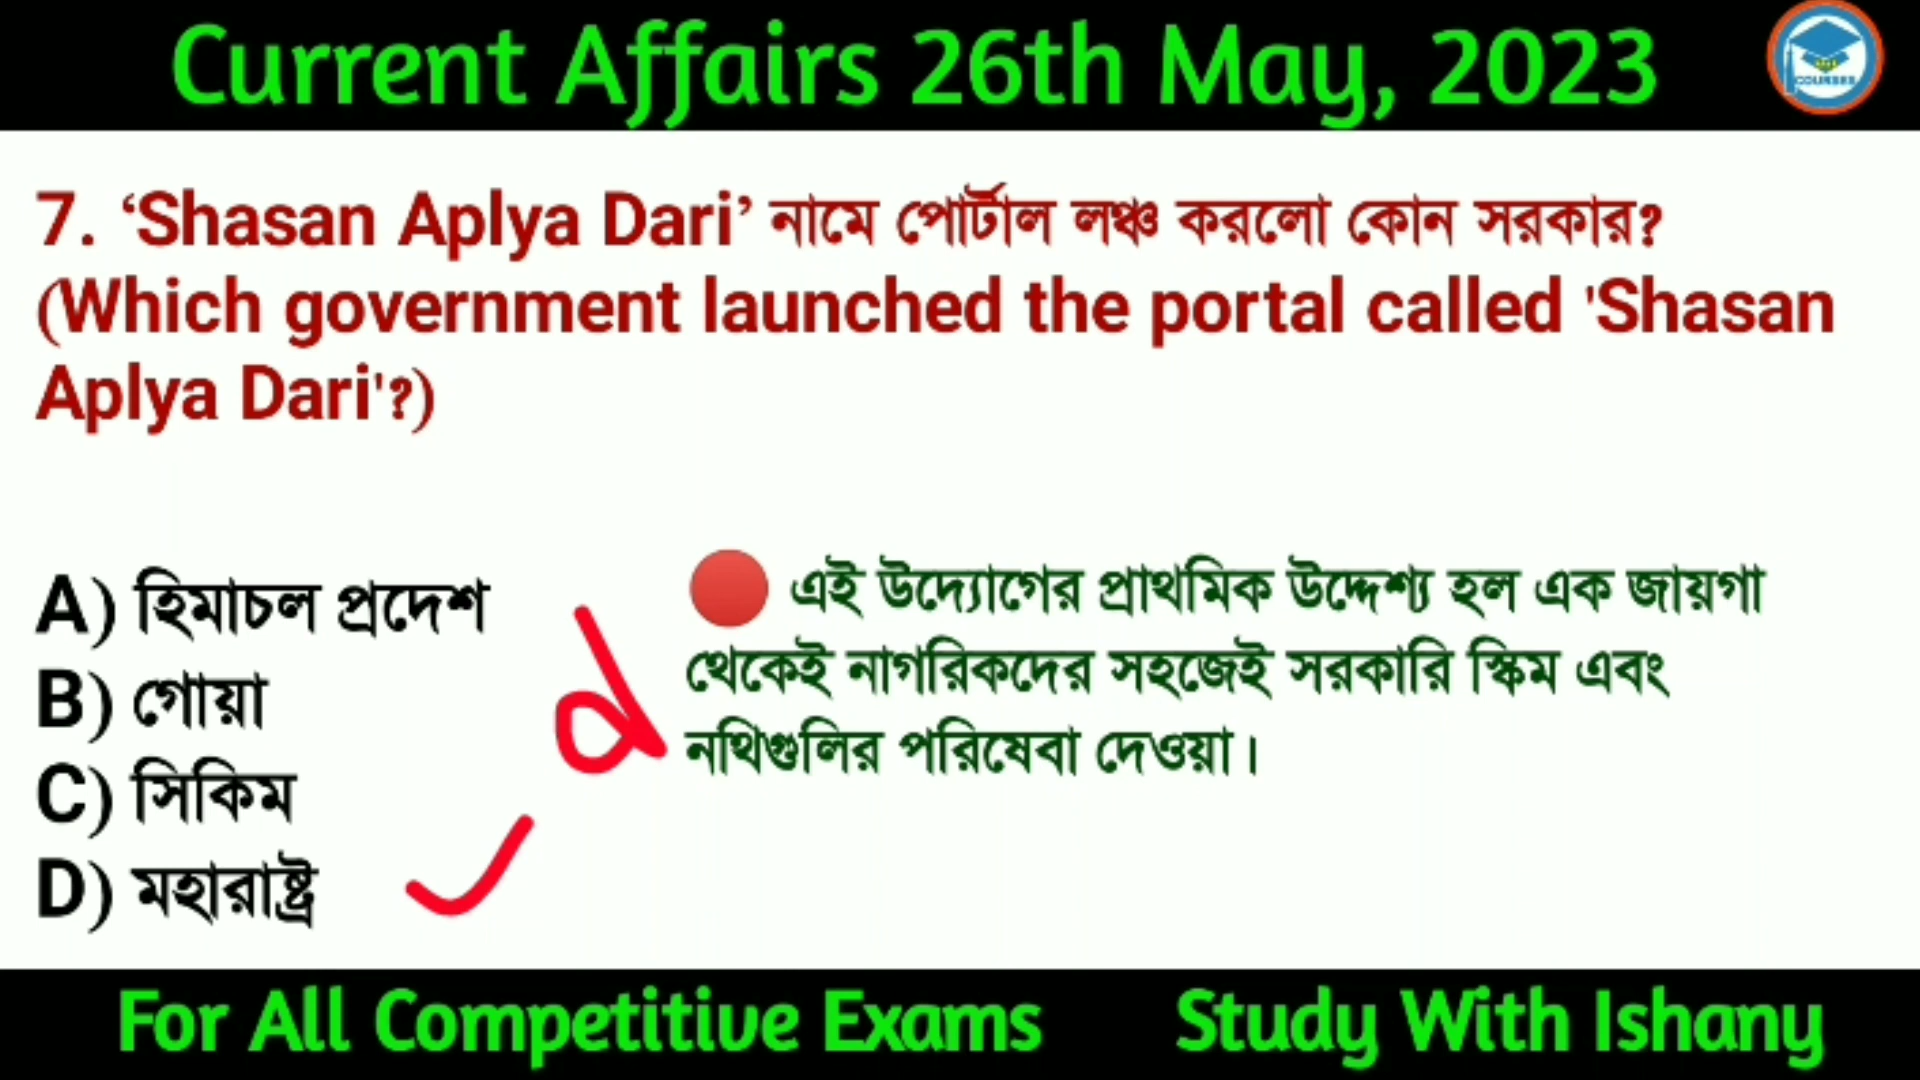 Current Affairs 26th May, 2023
COURSES
7. ‘Shasan Aplya Dari’ নামে পোর্টাল লঞ্চ করলো কোন সরকার?
(Which government launched the portal called 'Shasan
Aplya Dari'?)
A) হিমাচল প্রদেশ
B) গোয়া
C) সিকিম
D) মহারাষ্ট্র
d
এই উদ্যোগের প্রাথমিক উদ্দেশ্য হল এক জায়গা
থেকেই নাগরিকদের সহজেই সরকারি স্কিম এবং
নথিগুলির পরিষেবা দেওয়া।
For All Competitive Exams Study With Ishany